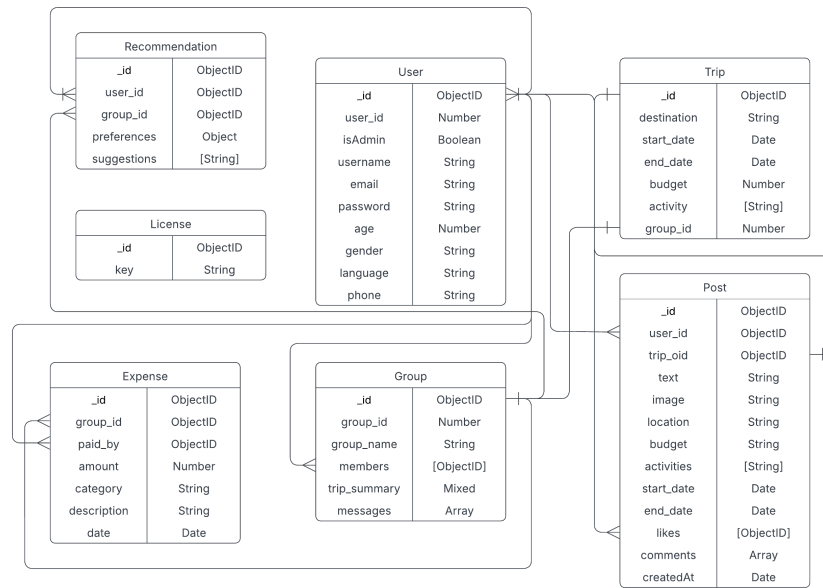 Recommendation
_id ObjectID
user_id ObjectID
group_id ObjectID
preferences Object
suggestions [String]
License
_id ObjectID
key String
User
_id ObjectID
user_id Number
isAdmin Boolean
username String
email String
password String
age Number
gender String
language String
phone String
Trip
_id ObjectID
destination String
start_date Date
end_date Date
budget Number
activity [String]
group_id Number
Expense
_id ObjectID
group_id ObjectID
paid_by ObjectID
amount Number
category String
description String
date Date
Group
_id ObjectID
group_id Number
group_name String
members [ObjectID]
trip_summary Mixed
messages Array
Post
_id ObjectID
user_id ObjectID
trip_oid ObjectID
text String
image String
location String
budget String
activities [String]
start_date Date
end_date Date
likes [ObjectID]
comments Array
createdAt Date